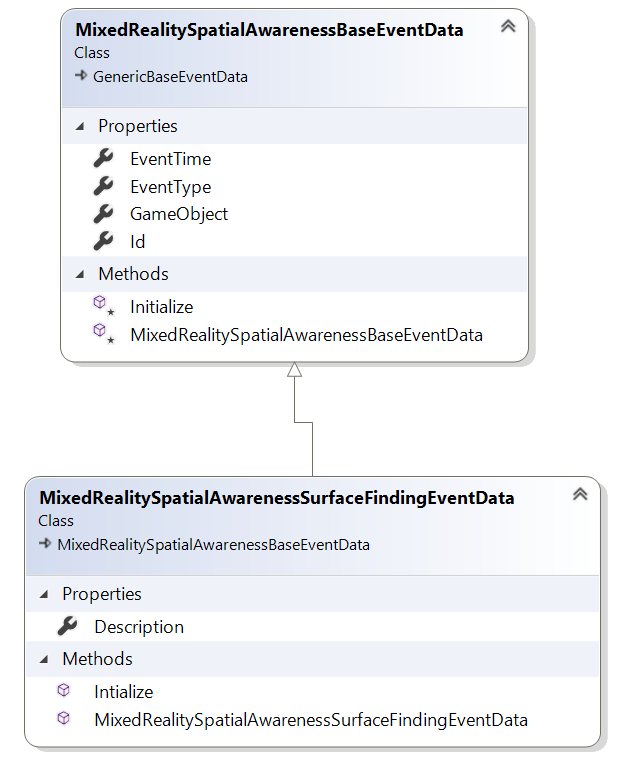 MixedRealitySpatialAwarenessBaseEventData
Class
GenericBaseEventData
Properties
EventTime
EventType
GameObject
Id
Methods
Initialize
MixedRealitySpatialAwarenessBaseEventData
MixedRealitySpatialAwarenessSurfaceFindingEventData
Class
MixedRealitySpatialAwarenessBaseEventData
Properties
Description
Methods
Intialize
MixedRealitySpatialAwarenessSurfaceFindingEventData